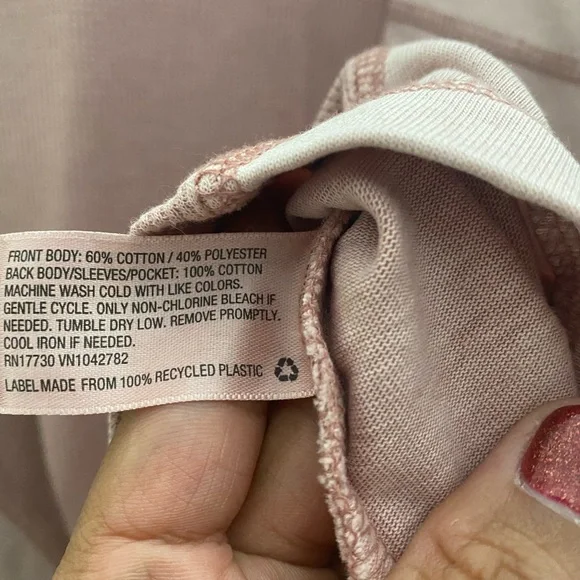 FRONT BODY: 60% COTTON / 40% POLYESTER
BACK BODY/SLEEVES/POCKET: 100% COTTON
MACHINE WASH COLD WITH LIKE COLORS.
GENTLE CYCLE. ONLY NON-CHLORINE BLEACH IF
NEEDED. TUMBLE DRY LOW. REMOVE PROMPTLY.
COOL IRON IF NEEDED.
RN17730 VN1042782
LABEL MADE FROM 100% RECYCLED PLASTIC